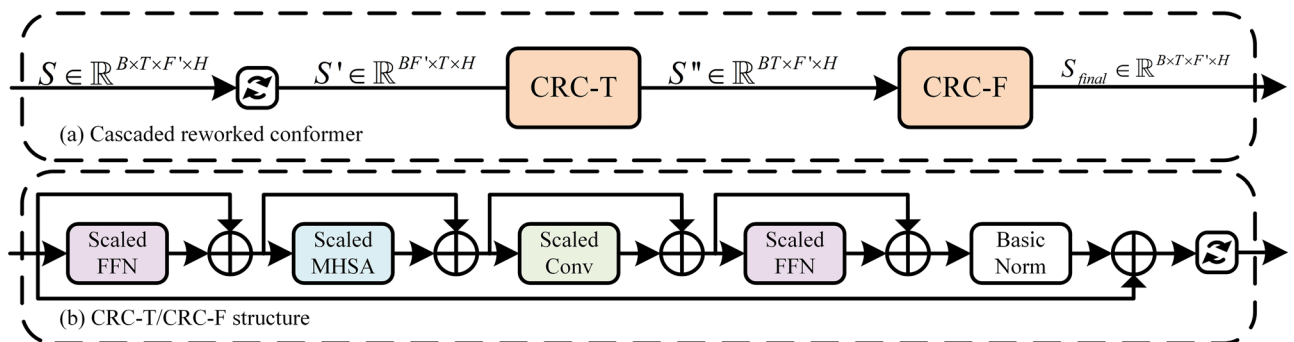 S ∈ ℝ^{B×T×F'×H} S' ∈ ℝ^{BF'×T×H} CRC-T S'' ∈ ℝ^{BT×F'×H} CRC-F S_{final} ∈ ℝ^{B×T×F'×H}
(a) Cascaded reworked conformer
Scaled
FFN
Scaled
MHSA
Scaled
Conv
Scaled
FFN
Basic
Norm
(b) CRC-T/CRC-F structure